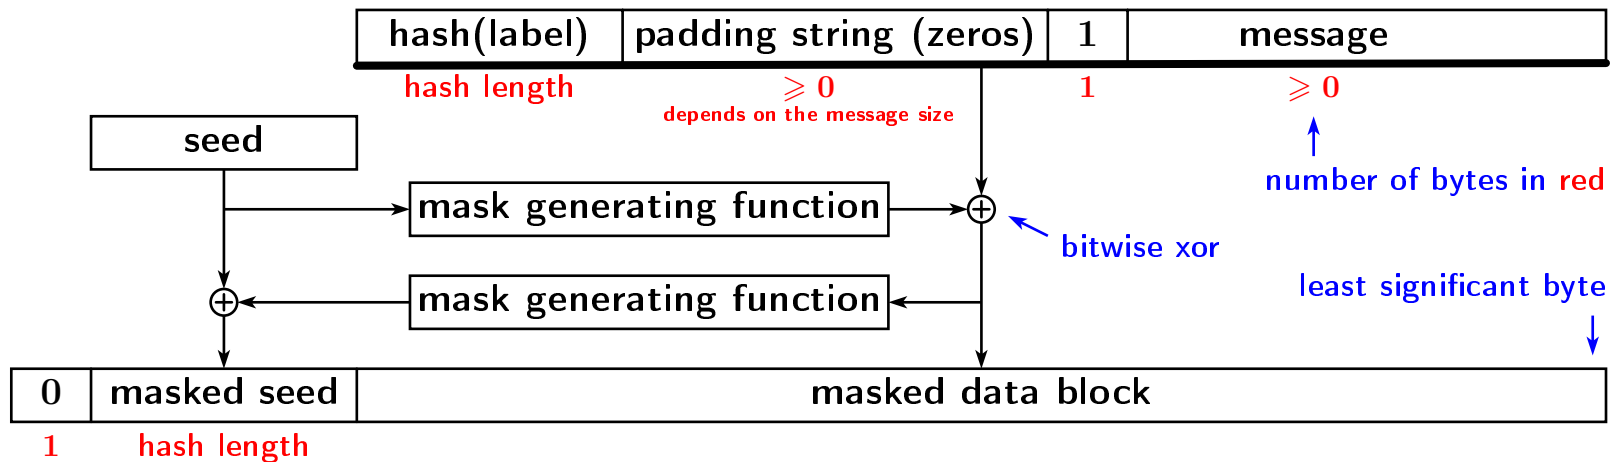 hash(label) padding string (zeros) 1 message
hash length ⩾ 0 1 ⩾ 0
depends on the message size
seed
number of bytes in red
mask generating function
bitwise xor
mask generating function
least significant byte
0 masked seed masked data block
1 hash length